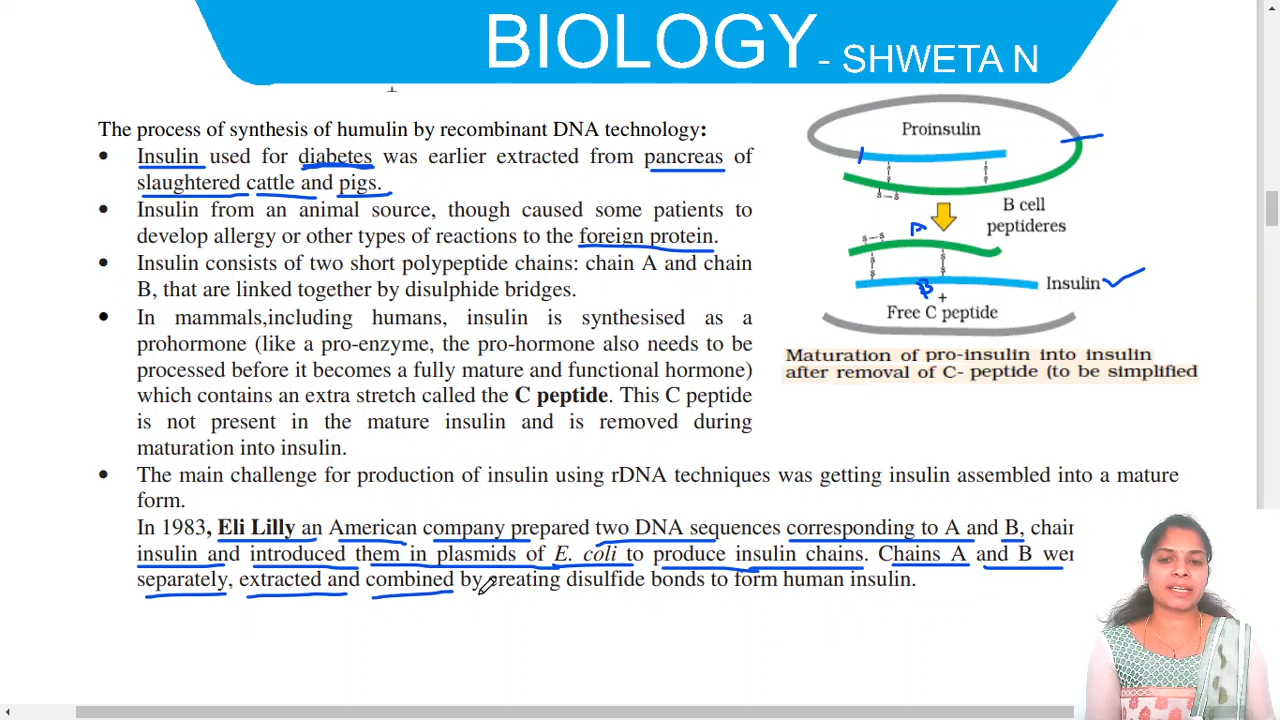 BIOLOGY - SHWETA N
The process of synthesis of humulin by recombinant DNA technology:
• Insulin used for diabetes was earlier extracted from pancreas of
slaughtered cattle and pigs.
• Insulin from an animal source, though caused some patients to
develop allergy or other types of reactions to the foreign protein.
• Insulin consists of two short polypeptide chains: chain A and chain
B, that are linked together by disulphide bridges.
• In mammals,including humans, insulin is synthesised as a
prohormone (like a pro-enzyme, the pro-hormone also needs to be
processed before it becomes a fully mature and functional hormone)
which contains an extra stretch called the C peptide. This C peptide
is not present in the mature insulin and is removed during
maturation into insulin.
• The main challenge for production of insulin using rDNA techniques was getting insulin assembled into a mature
form.
In 1983, Eli Lilly an American company prepared two DNA sequences corresponding to A and B, chain
insulin and introduced them in plasmids of E. coli to produce insulin chains. Chains A and B wer
separately, extracted and combined by creating disulfide bonds to form human insulin.
Proinsulin
s
s
s
s
s–s
B cell
peptideres
A
s–s
s
s
s
s
B
Insulin
+
Free C peptide
Maturation of pro-insulin into insulin
after removal of C- peptide (to be simplified